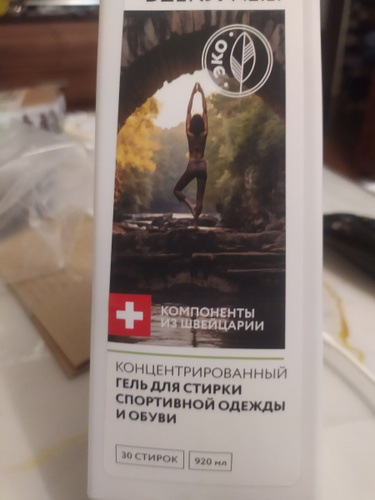 ЭКО
КОМПОНЕНТЫ
ИЗ ШВЕЙЦАРИИ
КОНЦЕНТРИРОВАННЫЙ
ГЕЛЬ ДЛЯ СТИРКИ
СПОРТИВНОЙ ОДЕЖДЫ
И ОБУВИ
30 СТИРОК 920 мл